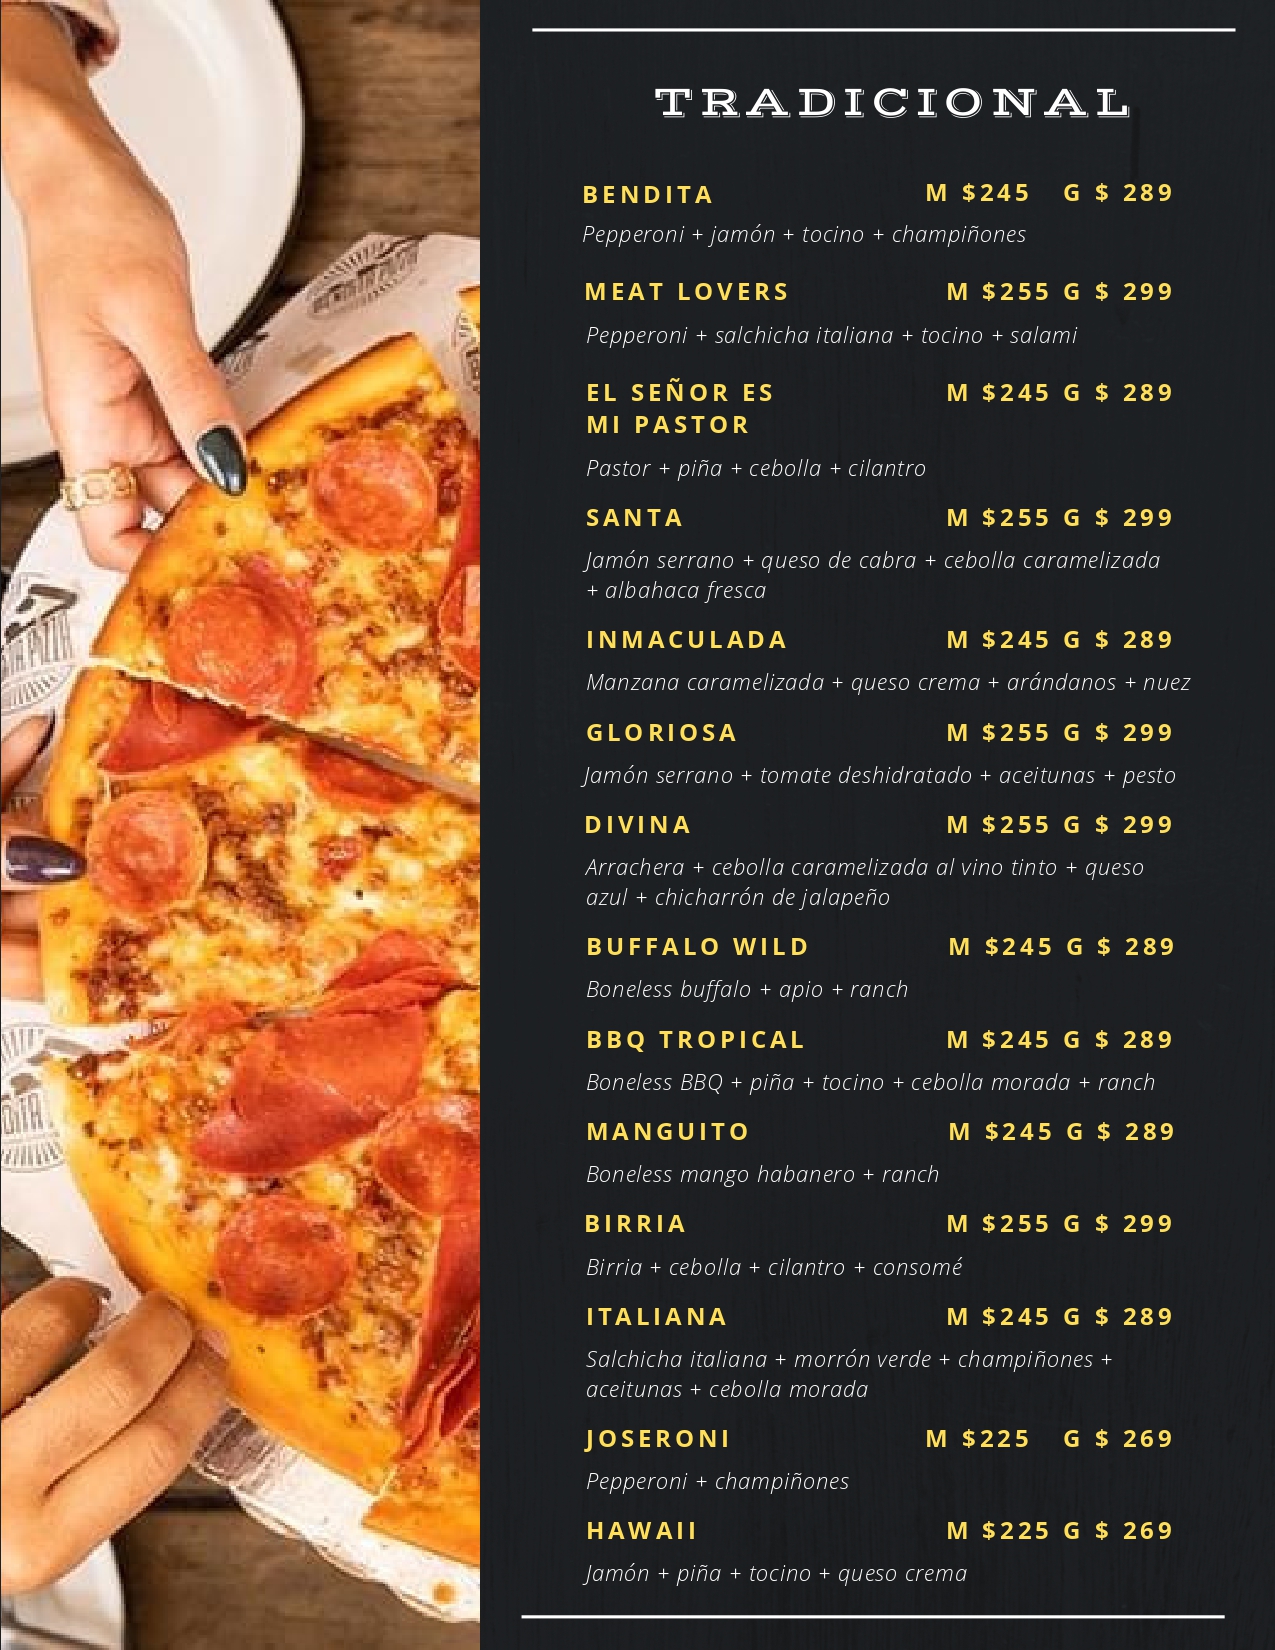 TRADICIONAL
BENDITA M $245 G $ 289
Pepperoni + jamón + tocino + champiñones
MEAT LOVERS M $255 G $ 299
Pepperoni + salchicha italiana + tocino + salami
EL SEÑOR ES M $245 G $ 289
MI PASTOR
Pastor + piña + cebolla + cilantro
SANTA M $255 G $ 299
Jamón serrano + queso de cabra + cebolla caramelizada
+ albahaca fresca
INMACULADA M $245 G $ 289
Manzana caramelizada + queso crema + arándanos + nuez
GLORIOSA M $255 G $ 299
Jamón serrano + tomate deshidratado + aceitunas + pesto
DIVINA M $255 G $ 299
Arrachera + cebolla caramelizada al vino tinto + queso
azul + chicharrón de jalapeño
BUFFALO WILD M $245 G $ 289
Boneless buffalo + apio + ranch
BBQ TROPICAL M $245 G $ 289
Boneless BBQ + piña + tocino + cebolla morada + ranch
MANGUITO M $245 G $ 289
Boneless mango habanero + ranch
BIRRIA M $255 G $ 299
Birria + cebolla + cilantro + consomé
ITALIANA M $245 G $ 289
Salchicha italiana + morrón verde + champiñones +
aceitunas + cebolla morada
JOSERONI M $225 G $ 269
Pepperoni + champiñones
HAWAII M $225 G $ 269
Jamón + piña + tocino + queso crema